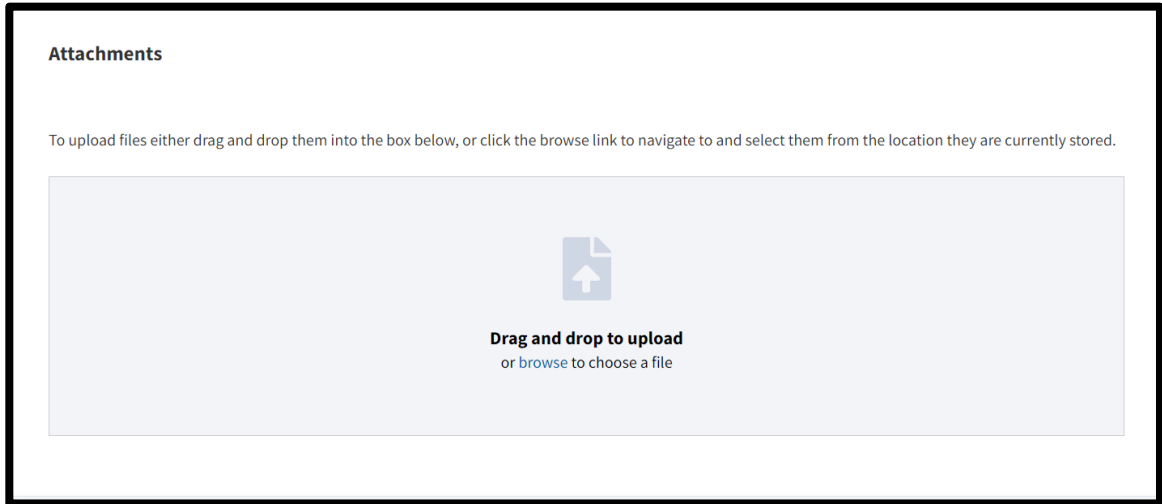 Attachments
To upload files either drag and drop them into the box below, or click the browse link to navigate to and select them from the location they are currently stored.
Drag and drop to upload
or browse to choose a file